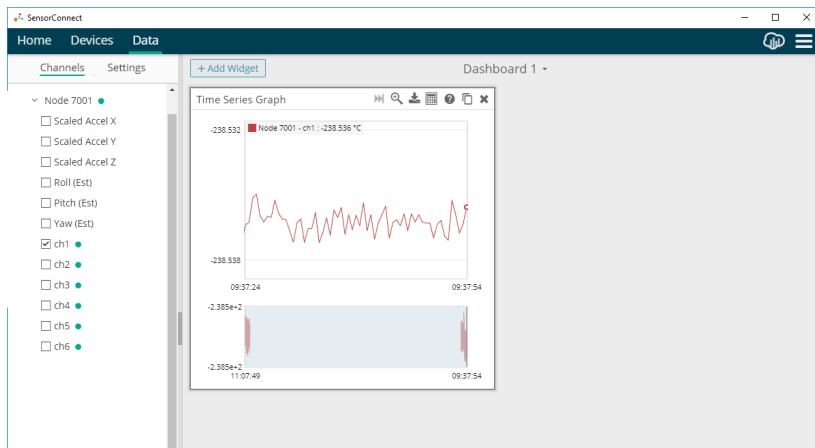 SensorConnect
Home Devices Data
Channels Settings
+ Add Widget
Dashboard 1
Node 7001
Scaled Accel X
Scaled Accel Y
Scaled Accel Z
Roll (Est)
Pitch (Est)
Yaw (Est)
ch1
ch2
ch3
ch4
ch5
ch6
Time Series Graph
-238.532
Node 7001 - ch1 : -238.536 °C
-238.538
09:37:24 09:37:54
-2.385e+2
-2.385e+2
11:07:49 09:37:54